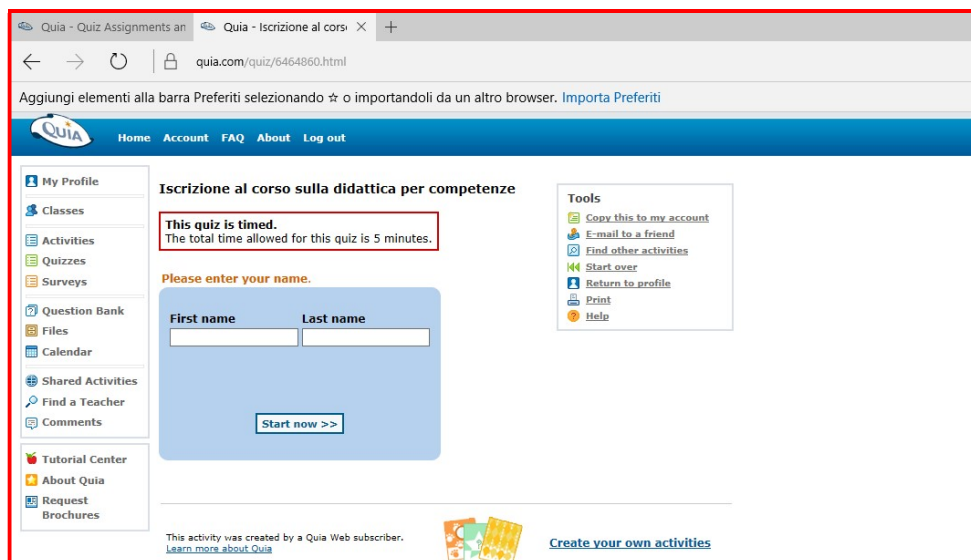 Quia - Quiz Assignments an
Quia - Iscrizione al corso
quia.com/quiz/6464860.html
Aggiungi elementi alla barra Preferiti selezionando ☆ o importandoli da un altro browser. Importa Preferiti
QUIA
Home Account FAQ About Log out
My Profile
Classes
Activities
Quizzes
Surveys
Question Bank
Files
Calendar
Shared Activities
Find a Teacher
Comments
Tutorial Center
About Quia
Request
Brochures
Iscrizione al corso sulla didattica per competenze
This quiz is timed.
The total time allowed for this quiz is 5 minutes.
Please enter your name.
First name Last name
Start now >>
Tools
Copy this to my account
E-mail to a friend
Find other activities
Start over
Return to profile
Print
Help
This activity was created by a Quia Web subscriber.
Learn more about Quia
Create your own activities